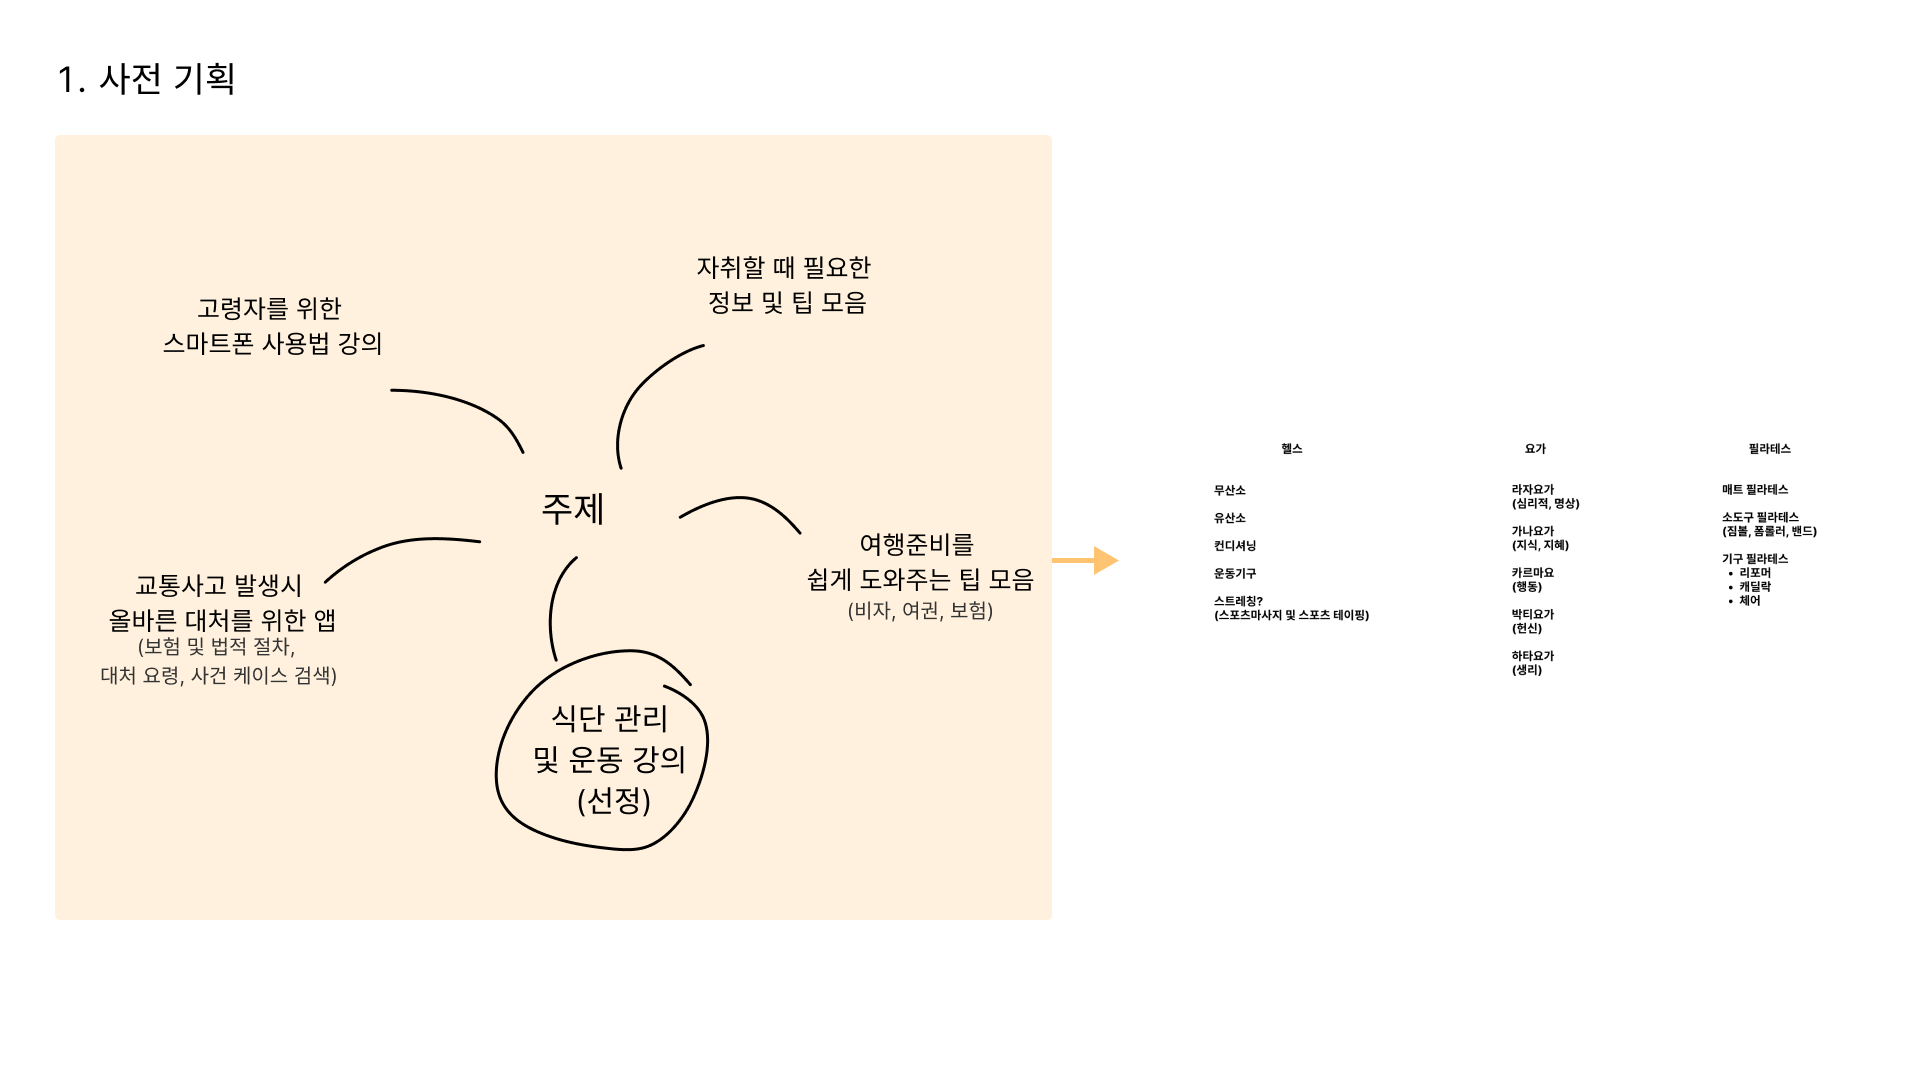 1. 사전 기획
고령자를 위한
스마트폰 사용법 강의
자취할 때 필요한
정보 및 팁 모음
주제
여행준비를
쉽게 도와주는 팁 모음
(비자, 여권, 보험)
교통사고 발생시
올바른 대처를 위한 앱
(보험 및 법적 절차,
대처 요령, 사건 케이스 검색)
식단 관리
및 운동 강의
(선정)
헬스
무산소
유산소
컨디셔닝
운동기구
스트레칭?
(스포츠마사지 및 스포츠 테이핑)
요가
라자요가
(심리적, 명상)
가나요가
(지식, 지혜)
카르마요
(행동)
박티요가
(헌신)
하타요가
(생리)
필라테스
매트 필라테스
소도구 필라테스
(짐볼, 폼롤러, 밴드)
기구 필라테스
• 리포머
• 캐딜락
• 체어